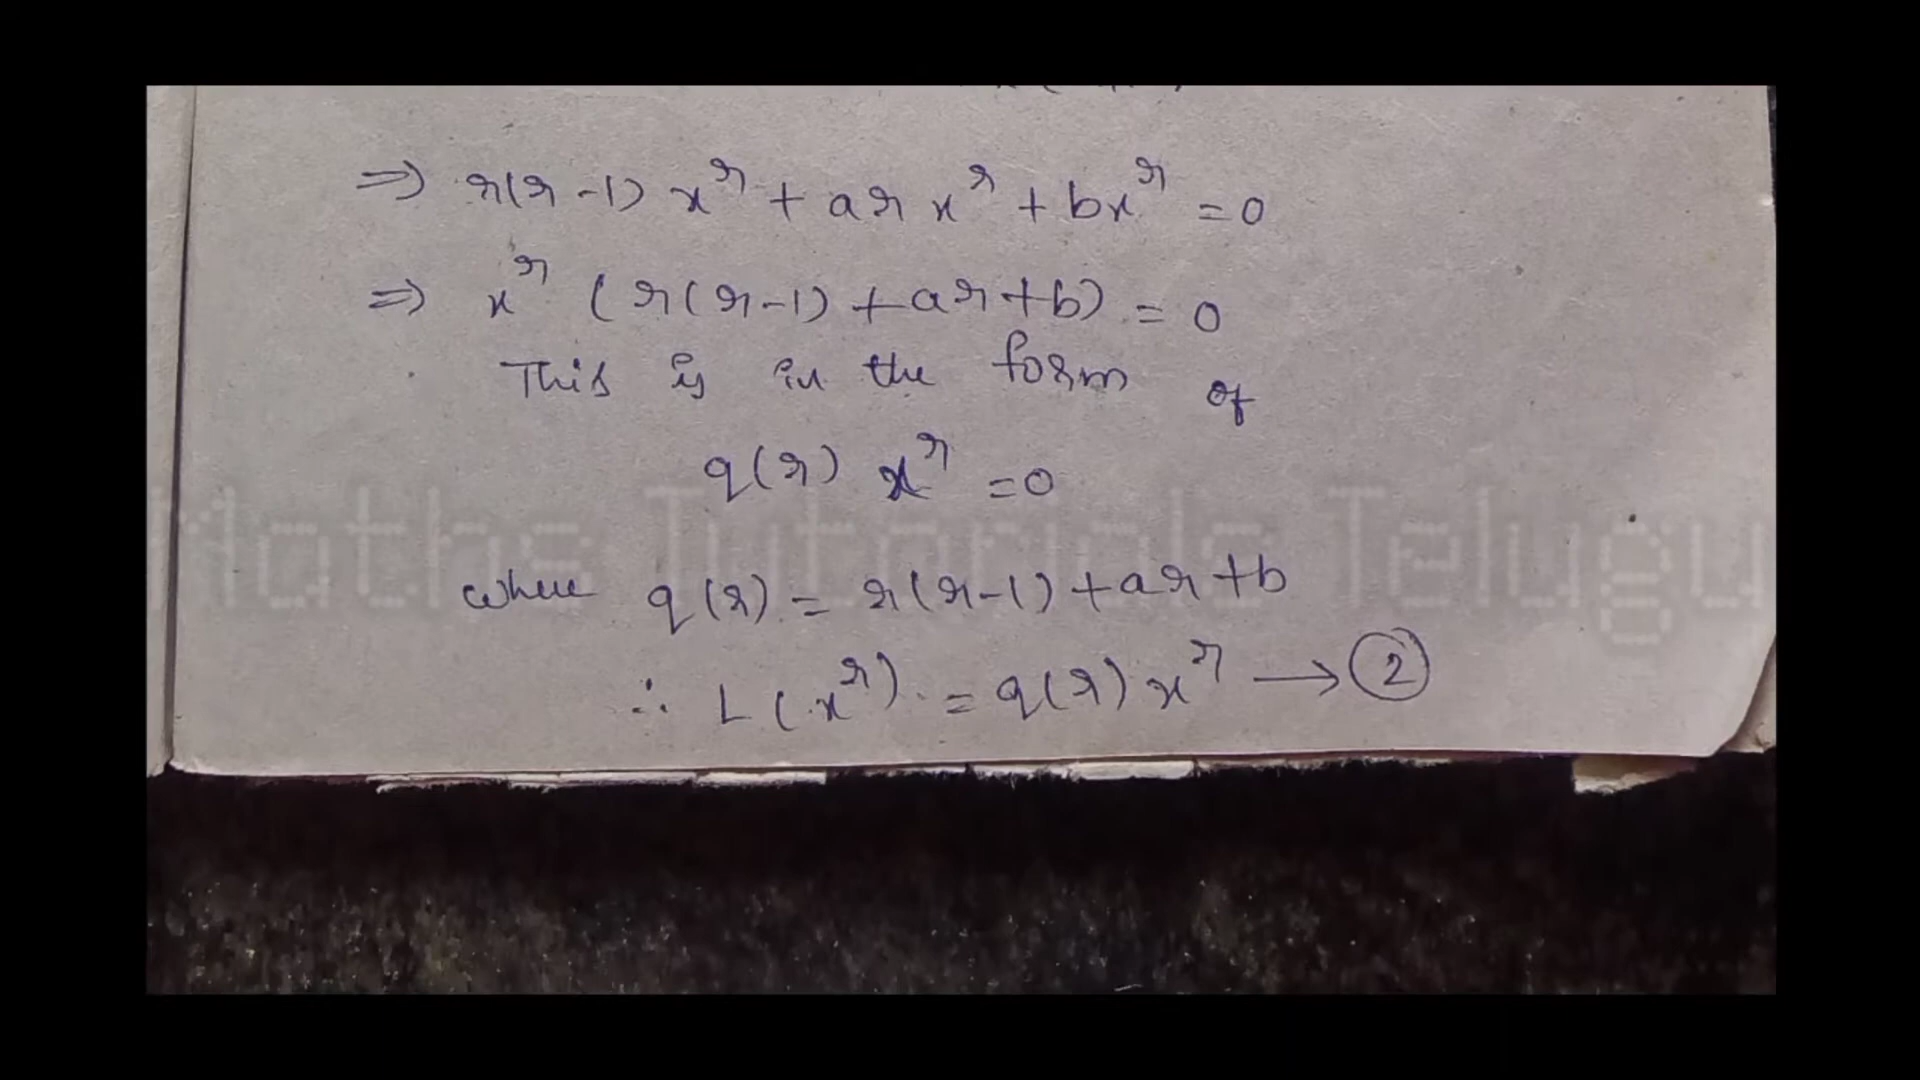 ⇒ r(r-1) x^r + ar x^r + bx^r = 0
⇒ x^r (r(r-1) + ar + b) = 0
This is in the form of
q(r) x^r = 0
Maths Tutorials Telugu
where q(r) = r(r-1) + ar + b
∴ L(x^r) = q(r) x^r → ②